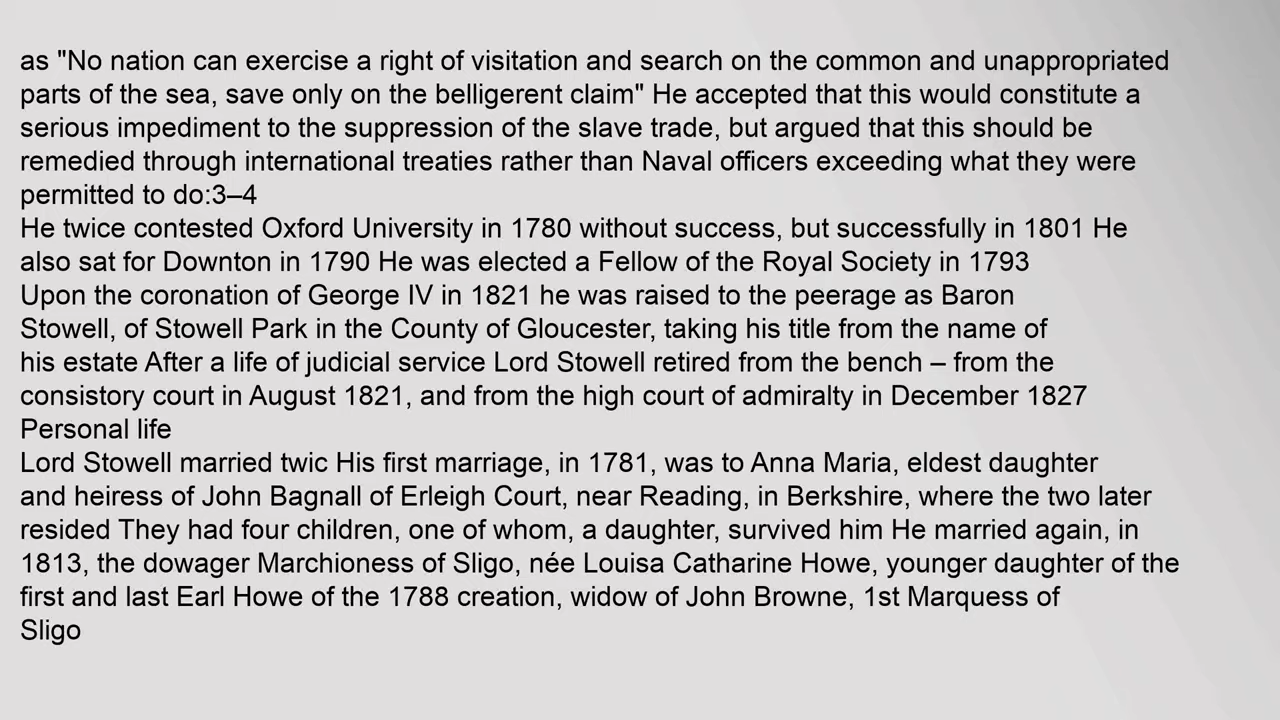 as "No nation can exercise a right of visitation and search on the common and unappropriated
parts of the sea, save only on the belligerent claim" He accepted that this would constitute a
serious impediment to the suppression of the slave trade, but argued that this should be
remedied through international treaties rather than Naval officers exceeding what they were
permitted to do:3–4
He twice contested Oxford University in 1780 without success, but successfully in 1801 He
also sat for Downton in 1790 He was elected a Fellow of the Royal Society in 1793
Upon the coronation of George IV in 1821 he was raised to the peerage as Baron
Stowell, of Stowell Park in the County of Gloucester, taking his title from the name of
his estate After a life of judicial service Lord Stowell retired from the bench – from the
consistory court in August 1821, and from the high court of admiralty in December 1827
Personal life
Lord Stowell married twic His first marriage, in 1781, was to Anna Maria, eldest daughter
and heiress of John Bagnall of Erleigh Court, near Reading, in Berkshire, where the two later
resided They had four children, one of whom, a daughter, survived him He married again, in
1813, the dowager Marchioness of Sligo, née Louisa Catharine Howe, younger daughter of the
first and last Earl Howe of the 1788 creation, widow of John Browne, 1st Marquess of
Sligo